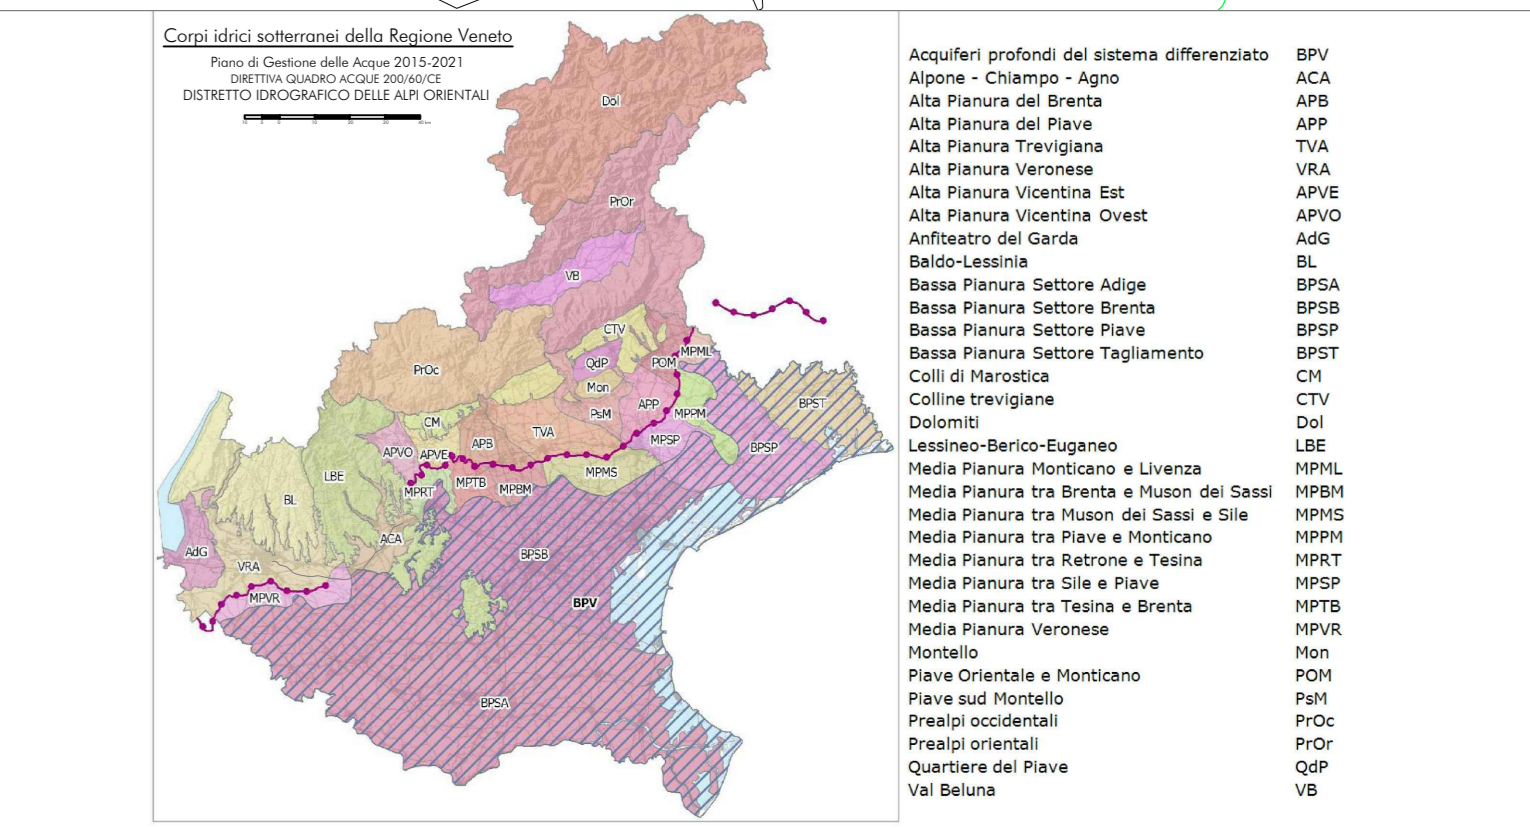 Corpi idrici sotterranei della Regione Veneto
Piano di Gestione delle Acque 2015-2021
DIRETTIVA QUADRO ACQUE 200/60/CE
DISTRETTO IDROGRAFICO DELLE ALPI ORIENTALI
Dol
PrOr
VB
CTV
MPML
QdP
POM
PrOc
Mon
BPST
APP
PsM
MPPM
CM
TVA
APB
MPSP
BPSP
APVO
APVE
MPMS
LBE
MPTB
MPRT
MPBM
BL
ACA
AdG
BPSB
VRA
MPVR
BPV
BPSA
Acquiferi profondi del sistema differenziato BPV
Alpone - Chiampo - Agno ACA
Alta Pianura del Brenta APB
Alta Pianura del Piave APP
Alta Pianura Trevigiana TVA
Alta Pianura Veronese VRA
Alta Pianura Vicentina Est APVE
Alta Pianura Vicentina Ovest APVO
Anfiteatro del Garda AdG
Baldo-Lessinia BL
Bassa Pianura Settore Adige BPSA
Bassa Pianura Settore Brenta BPSB
Bassa Pianura Settore Piave BPSP
Bassa Pianura Settore Tagliamento BPST
Colli di Marostica CM
Colline trevigiane CTV
Dolomiti Dol
Lessineo-Berico-Euganeo LBE
Media Pianura Monticano e Livenza MPML
Media Pianura tra Brenta e Muson dei Sassi MPBM
Media Pianura tra Muson dei Sassi e Sile MPMS
Media Pianura tra Piave e Monticano MPPM
Media Pianura tra Retrone e Tesina MPRT
Media Pianura tra Sile e Piave MPSP
Media Pianura tra Tesina e Brenta MPTB
Media Pianura Veronese MPVR
Montello Mon
Piave Orientale e Monticano POM
Piave sud Montello PsM
Prealpi occidentali PrOc
Prealpi orientali PrOr
Quartiere del Piave QdP
Val Beluna VB